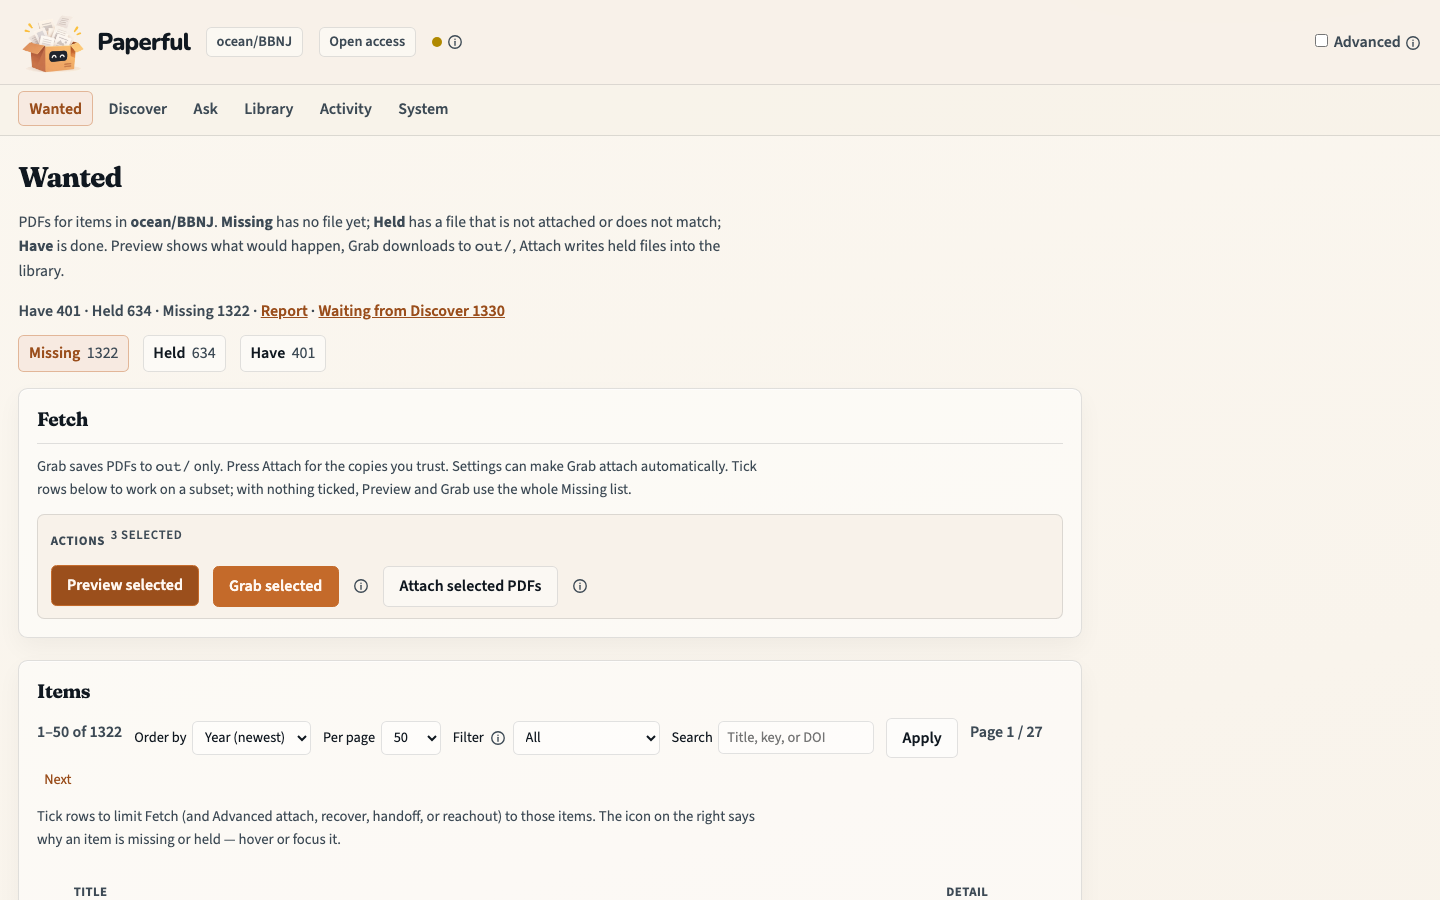 Paperful
ocean/BBNJ
Open access
Advanced
Wanted
Discover
Ask
Library
Activity
System
Wanted
PDFs for items in ocean/BBNJ. Missing has no file yet; Held has a file that is not attached or does not match;
Have is done. Preview shows what would happen, Grab downloads to out/, Attach writes held files into the
library.
Have 401 · Held 634 · Missing 1322 · Report · Waiting from Discover 1330
Missing 1322
Held 634
Have 401
Fetch
Grab saves PDFs to out/ only. Press Attach for the copies you trust. Settings can make Grab attach automatically. Tick
rows below to work on a subset; with nothing ticked, Preview and Grab use the whole Missing list.
ACTIONS 3 SELECTED
Preview selected
Grab selected
Attach selected PDFs
Items
1–50 of 1322
Order by
Year (newest)
Per page
50
Filter
All
Search
Title, key, or DOI
Apply
Page 1 / 27
Next
Tick rows to limit Fetch (and Advanced attach, recover, handoff, or reachout) to those items. The icon on the right says
why an item is missing or held — hover or focus it.
TITLE
DETAIL